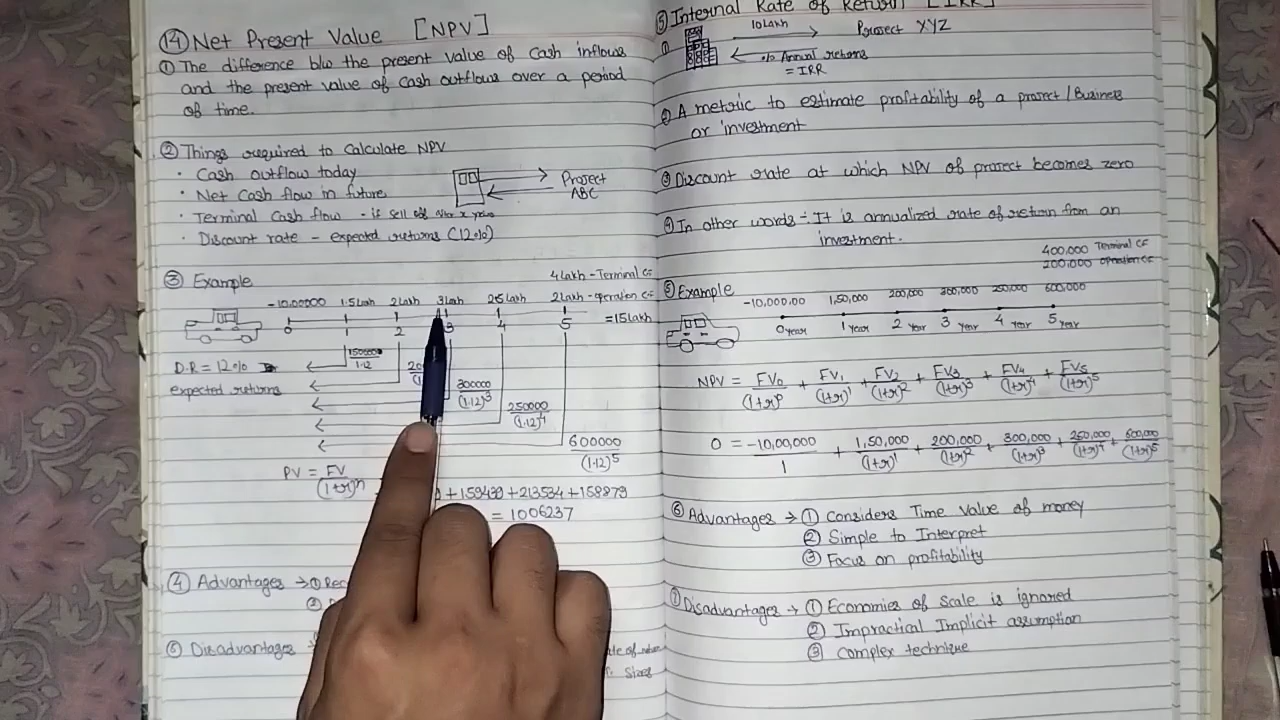 ④ Net Present Value [NPV]
① The difference b/w the present value of cash inflows
and the present value of cash outflows over a period
of time.
② Things required to Calculate NPV
• Cash outflow today
• Net Cash flow in future
• Terminal Cash flow - is sell off after x years
• Discount rate - expected returns (12%)
Project
ABC
③ Example
4 Lakh - Terminal CF
-1000000 1.5 Lakh 2 Lakh 3 Lakh 2.5 Lakh 2 Lakh - operation CF
= 15 Lakh
0 1 2 3 4 5
D.R = 12%
expected returns
150000
1.12
300000
(1.12)^3
250000
(1.12)^4
600000
(1.12)^5
PV = FV
(1+r)^n
+ 159439 + 213534 + 158879
= 1006237
④ Advantages → ①
②
⑤ Disadvantages →
⑤ Internal Rate of Return [IRR]
① 10 Lakh Project XYZ
% Annual returns
= IRR
② A metric to estimate profitability of a project / Business
or investment
③ Discount rate at which NPV of project becomes zero
④ In other words :- It is annualized rate of return from an
investment.
400,000 Terminal CF
200,000 operation CF
⑤ Example
-10,000,00 1,50,000 200,000 300,000 250,000 600,000
0 year 1 year 2 year 3 year 4 year 5 year
NPV = FV0/(1+r)^0 + FV1/(1+r)^1 + FV2/(1+r)^2 + FV3/(1+r)^3 + FV4/(1+r)^4 + FV5/(1+r)^5
0 = -10,00,000/1 + 1,50,000/(1+r)^1 + 200,000/(1+r)^2 + 300,000/(1+r)^3 + 250,000/(1+r)^4 + 600,000/(1+r)^5
⑥ Advantages → ① Considers Time Value of money
② Simple to Interpret
③ Focus on profitability
⑦ Disadvantages → ① Economies of Scale is ignored
② Impractical Implicit assumption
③ Complex technique